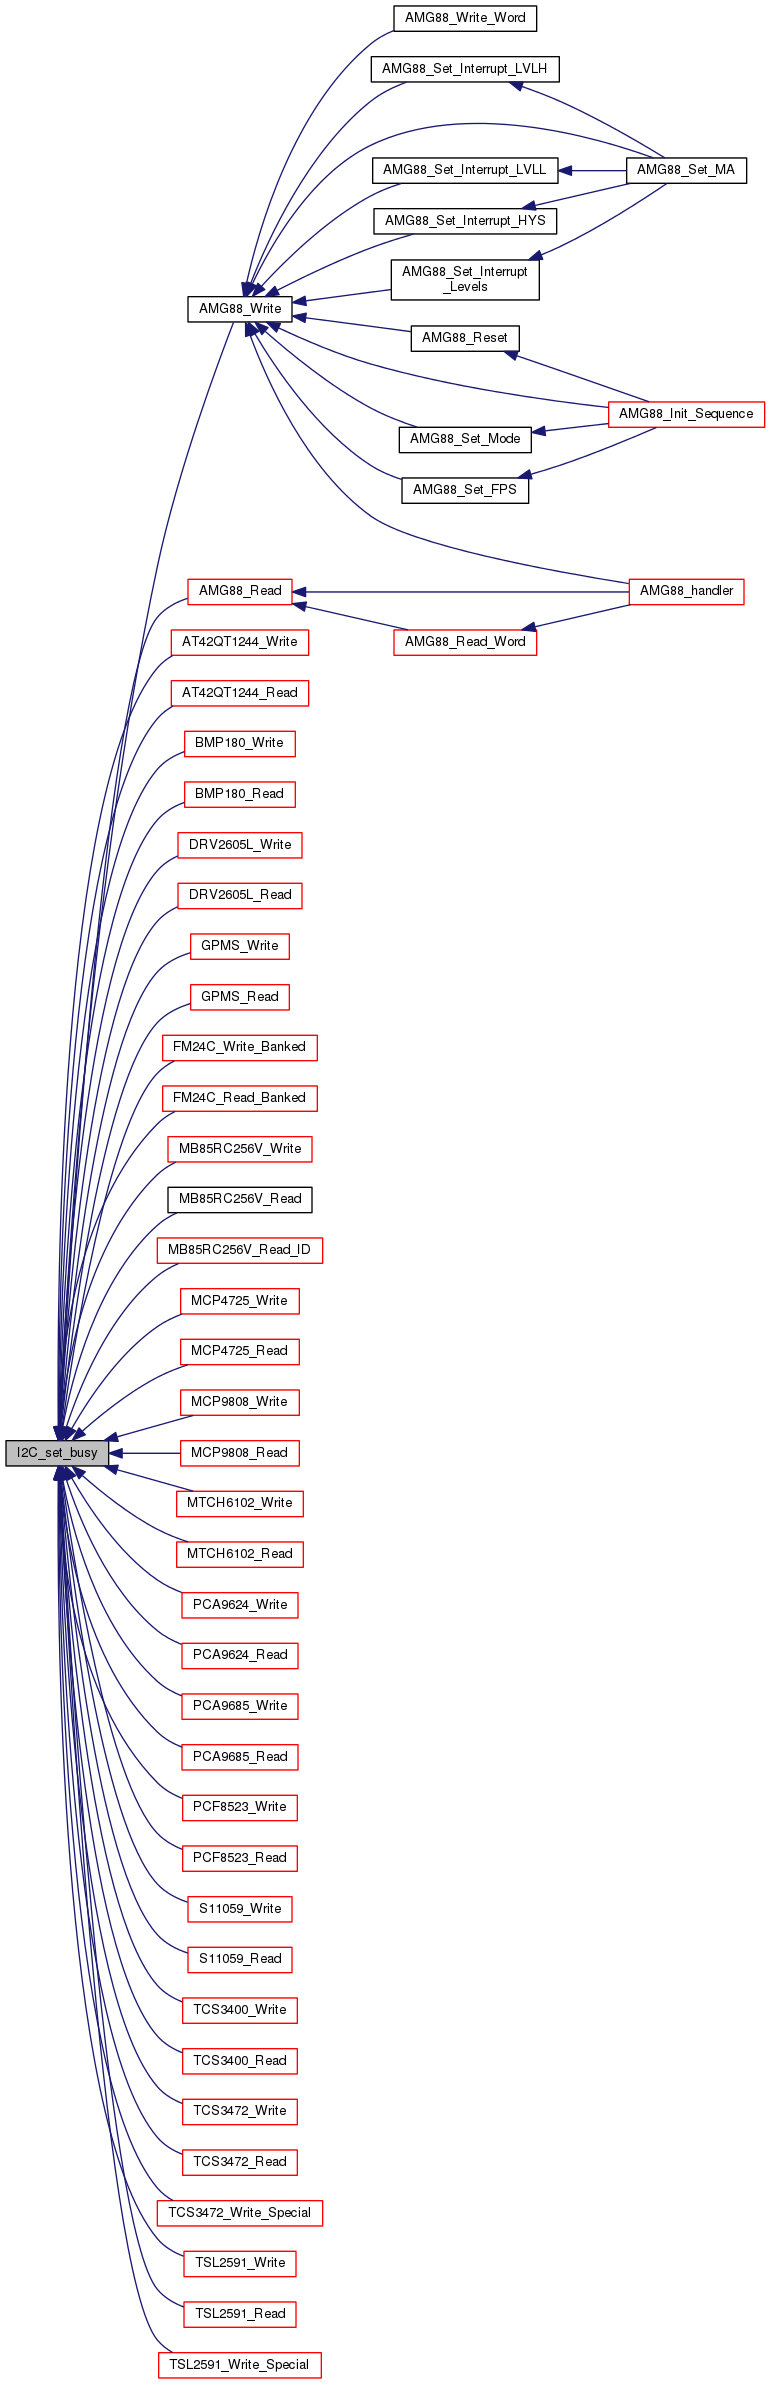 AMG88_Write_Word
AMG88_Set_Interrupt_LVLH
AMG88_Set_Interrupt_LVLL
AMG88_Set_MA
AMG88_Set_Interrupt_HYS
AMG88_Set_Interrupt
_Levels
AMG88_Write
AMG88_Reset
AMG88_Init_Sequence
AMG88_Set_Mode
AMG88_Set_FPS
AMG88_Read
AMG88_handler
AMG88_Read_Word
AT42QT1244_Write
AT42QT1244_Read
BMP180_Write
BMP180_Read
DRV2605L_Write
DRV2605L_Read
GPMS_Write
GPMS_Read
FM24C_Write_Banked
FM24C_Read_Banked
MB85RC256V_Write
MB85RC256V_Read
MB85RC256V_Read_ID
MCP4725_Write
MCP4725_Read
MCP9808_Write
I2C_set_busy
MCP9808_Read
MTCH6102_Write
MTCH6102_Read
PCA9624_Write
PCA9624_Read
PCA9685_Write
PCA9685_Read
PCF8523_Write
PCF8523_Read
S11059_Write
S11059_Read
TCS3400_Write
TCS3400_Read
TCS3472_Write
TCS3472_Read
TCS3472_Write_Special
TSL2591_Write
TSL2591_Read
TSL2591_Write_Special